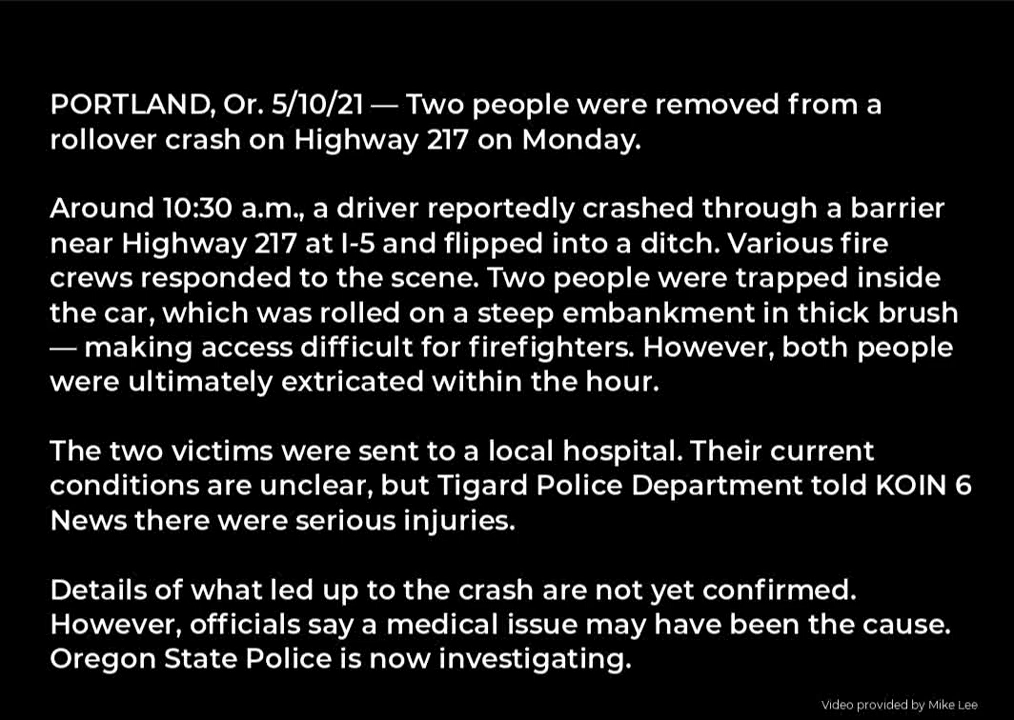 PORTLAND, Or. 5/10/21 — Two people were removed from a
rollover crash on Highway 217 on Monday.
Around 10:30 a.m., a driver reportedly crashed through a barrier
near Highway 217 at I-5 and flipped into a ditch. Various fire
crews responded to the scene. Two people were trapped inside
the car, which was rolled on a steep embankment in thick brush
— making access difficult for firefighters. However, both people
were ultimately extricated within the hour.
The two victims were sent to a local hospital. Their current
conditions are unclear, but Tigard Police Department told KOIN 6
News there were serious injuries.
Details of what led up to the crash are not yet confirmed.
However, officials say a medical issue may have been the cause.
Oregon State Police is now investigating.
Video provided by Mike Lee